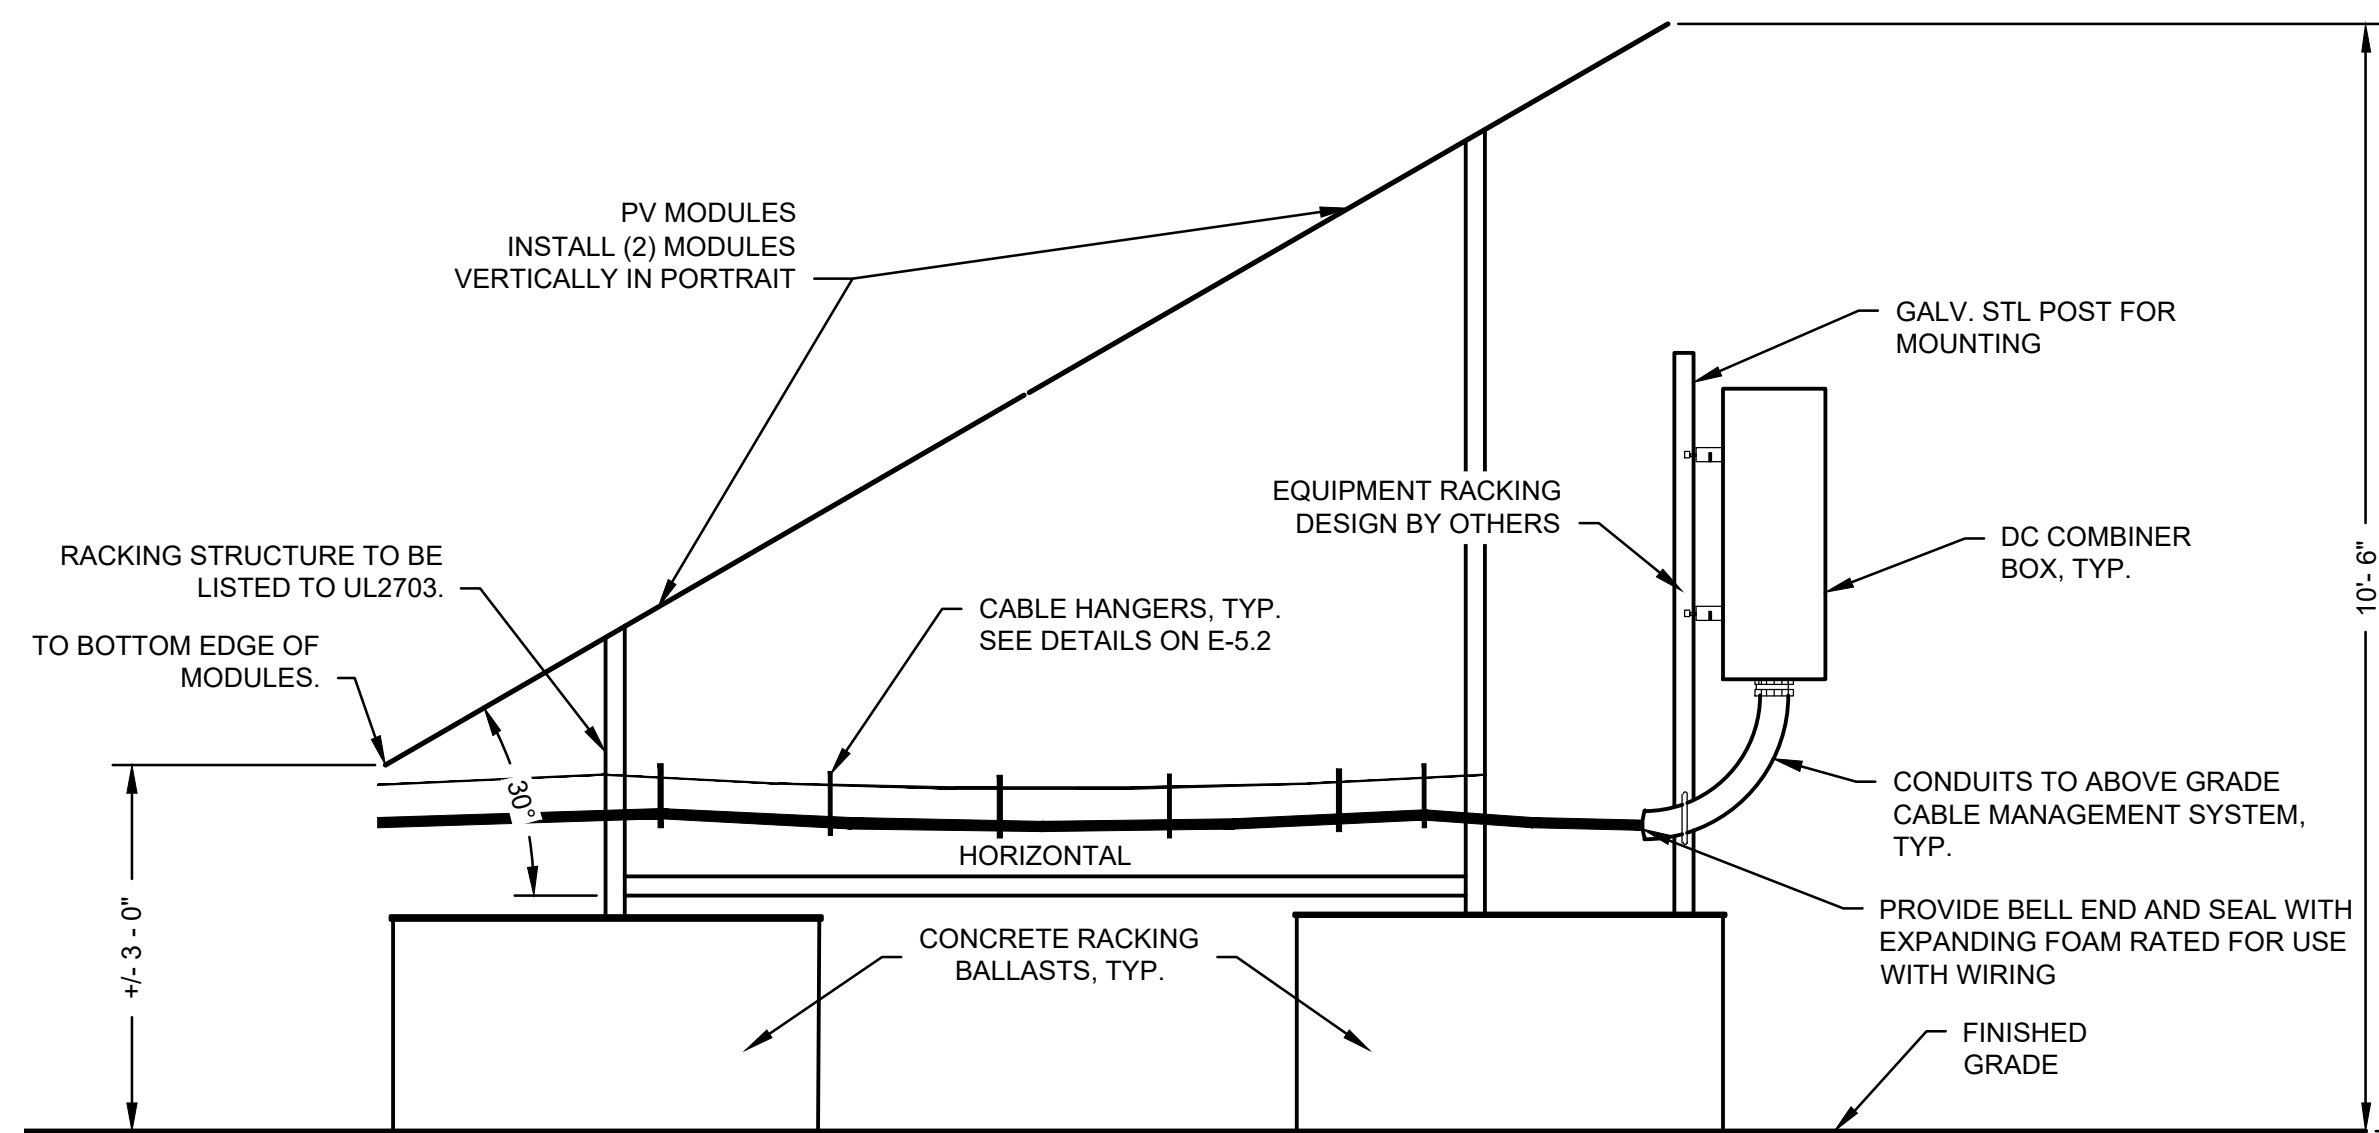 PV MODULES
INSTALL (2) MODULES
VERTICALLY IN PORTRAIT
GALV. STL POST FOR
MOUNTING
EQUIPMENT RACKING
DESIGN BY OTHERS
DC COMBINER
BOX, TYP.
10'- 6"
RACKING STRUCTURE TO BE
LISTED TO UL2703.
CABLE HANGERS, TYP.
SEE DETAILS ON E-5.2
TO BOTTOM EDGE OF
MODULES.
30°
CONDUITS TO ABOVE GRADE
CABLE MANAGEMENT SYSTEM,
TYP.
HORIZONTAL
+/- 3 - 0"
CONCRETE RACKING
BALLASTS, TYP.
PROVIDE BELL END AND SEAL WITH
EXPANDING FOAM RATED FOR USE
WITH WIRING
FINISHED
GRADE